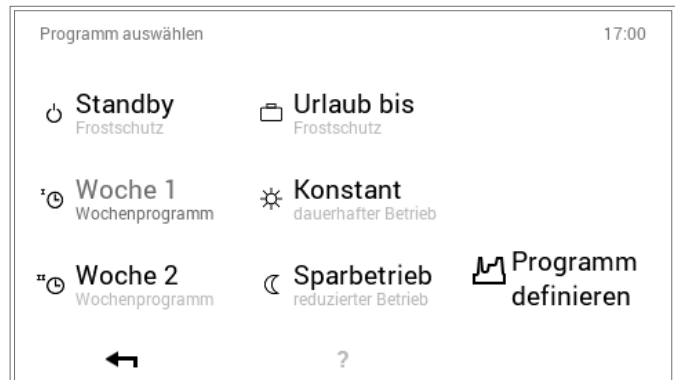 Programm auswählen 17:00
Standby
Frostschutz
Urlaub bis
Frostschutz
I Woche 1
Wochenprogramm
Konstant
dauerhafter Betrieb
II Woche 2
Wochenprogramm
Sparbetrieb
reduzierter Betrieb
Programm
definieren
?